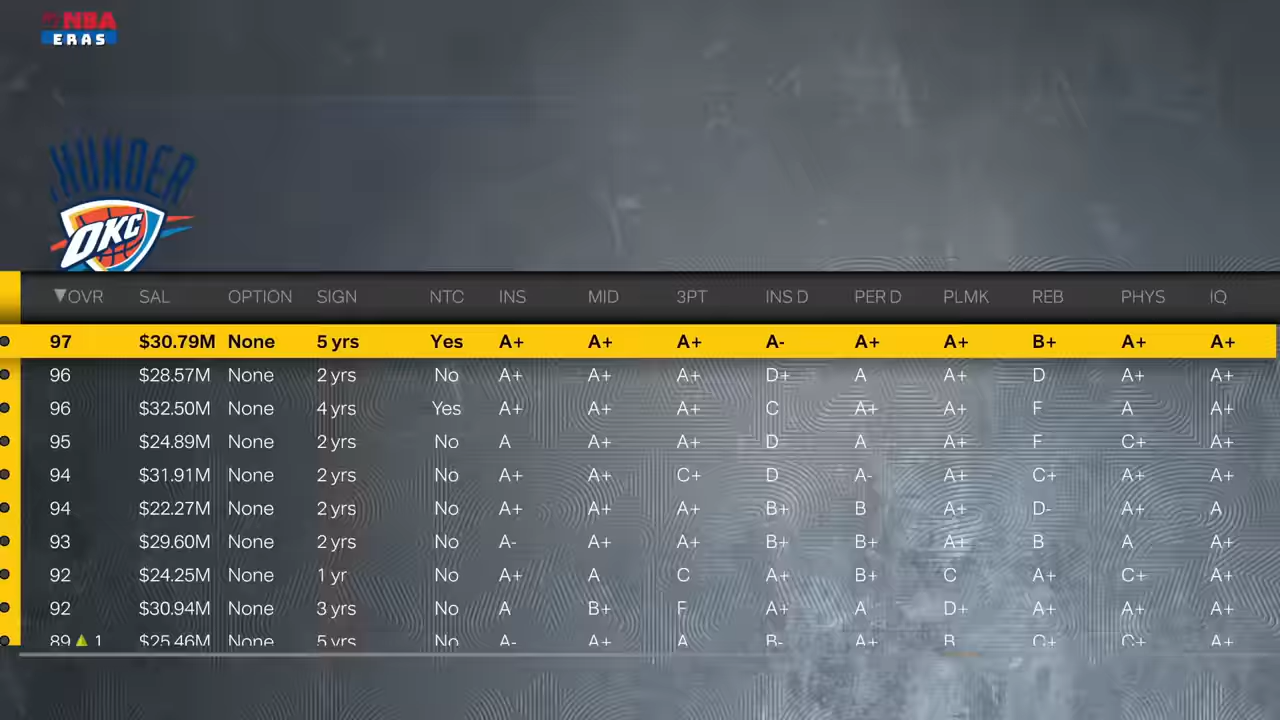 NBA
ERAS
THUNDER
OKC
▼OVR SAL OPTION SIGN NTC INS MID 3PT INS D PER D PLMK REB PHYS IQ
97 $30.79M None 5 yrs Yes A+ A+ A+ A- A+ A+ B+ A+ A+
96 $28.57M None 2 yrs No A+ A+ A+ D+ A A+ D A+ A+
96 $32.50M None 4 yrs Yes A+ A+ A+ C A+ A+ F A A+
95 $24.89M None 2 yrs No A A+ A+ D A A+ F C+ A+
94 $31.91M None 2 yrs No A+ A+ C+ D A- A+ C+ A+ A+
94 $22.27M None 2 yrs No A+ A+ A+ B+ B A+ D- A+ A
93 $29.60M None 2 yrs No A- A+ A+ B+ B+ A+ B A A+
92 $24.25M None 1 yr No A+ A C A+ B+ C A+ C+ A+
92 $30.94M None 3 yrs No A B+ F A+ A D+ A+ A+ A+
89 ▲ 1 $25.46M None 5 yrs No A- A+ A B- A+ B C+ C+ A+